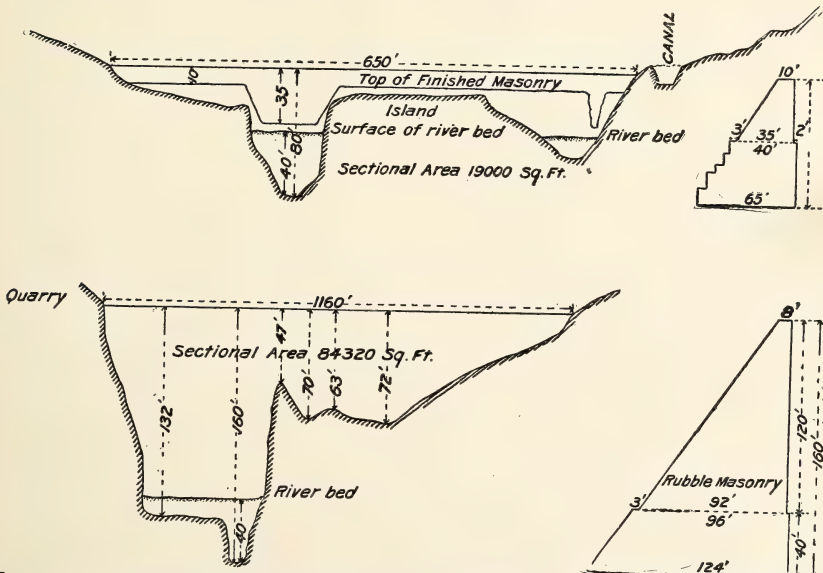 CANAL
650'
10'
10'
35'
Top of Finished Masonry
Island
Surface of river bed
River bed
40'
80'
Sectional Area 19000 Sq. Ft.
3'
35'
2'
40'
65'
Quarry
1160'
8'
47'
Sectional Area 84320 Sq. Ft.
70'
63'
72'
132'
160'
120'
160'
Rubble Masonry
River bed
3'
92'
96'
40
40'
124'